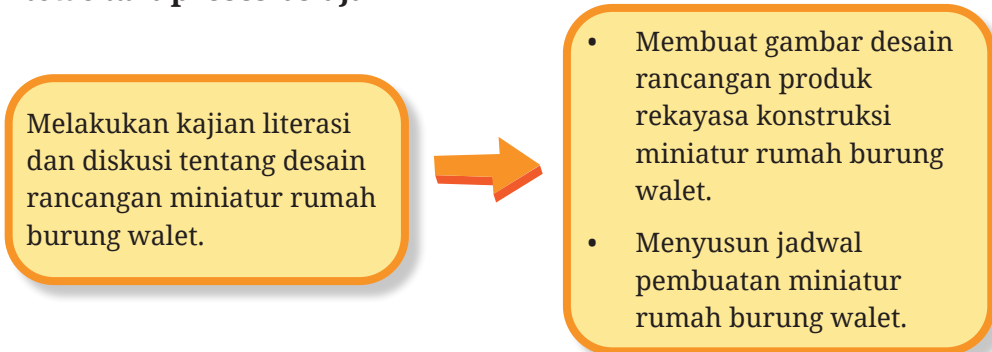 Melakukan kajian literasi
dan diskusi tentang desain
rancangan miniatur rumah
burung walet.
• Membuat gambar desain
rancangan produk
rekayasa konstruksi
miniatur rumah burung
walet.
• Menyusun jadwal
pembuatan miniatur
rumah burung walet.